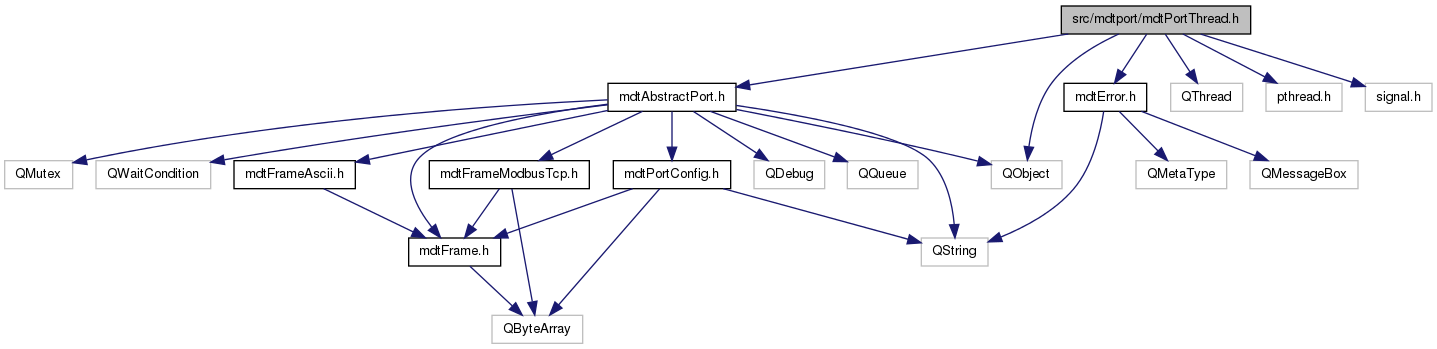 src/mdtport/mdtPortThread.h
mdtAbstractPort.h
mdtError.h
QThread
pthread.h
signal.h
QMutex
QWaitCondition
mdtFrameAscii.h
mdtFrameModbusTcp.h
mdtPortConfig.h
QDebug
QQueue
QObject
QMetaType
QMessageBox
mdtFrame.h
QString
QByteArray